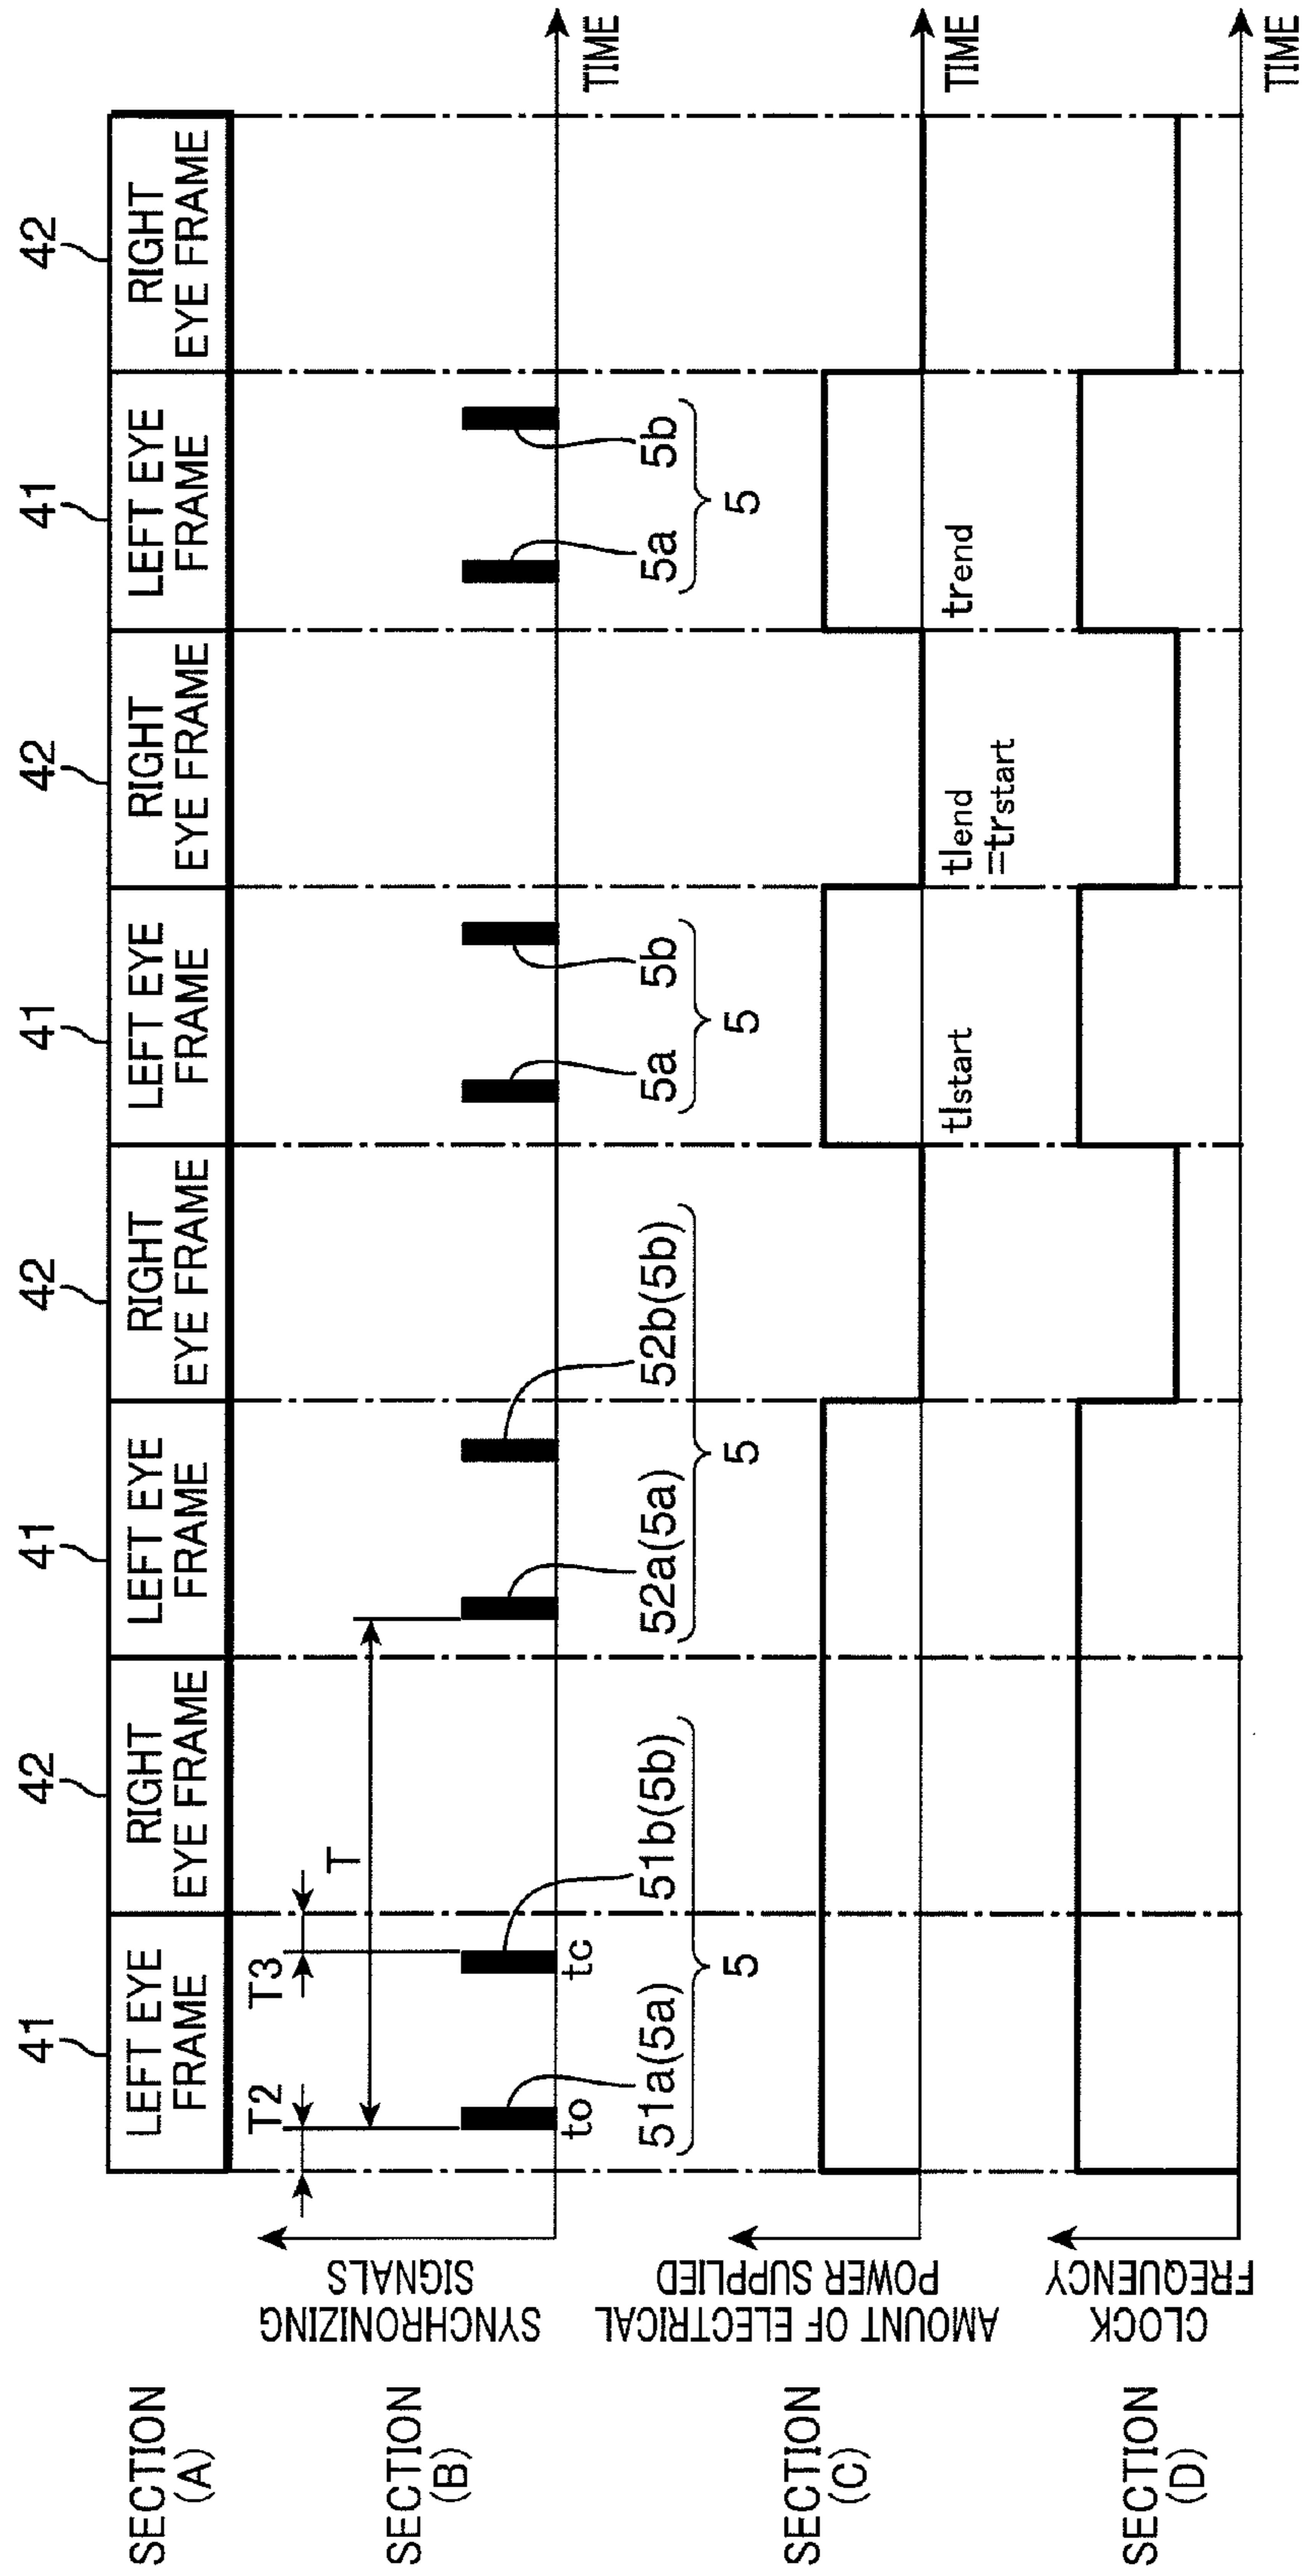 SECTION
(A)
41
42
41
42
41
42
41
42
LEFT EYE
FRAME
RIGHT
EYE FRAME
LEFT EYE
FRAME
RIGHT
EYE FRAME
LEFT EYE
FRAME
RIGHT
EYE FRAME
LEFT EYE
FRAME
RIGHT
EYE FRAME
SECTION
(B)
SYNCHRONIZING
SIGNALS
T2
T3
T
to
tc
TIME
51a(5a)
51b(5b)
52a(5a)
52b(5b)
5a
5b
5a
5b
5
5
5
5
SECTION
(C)
AMOUNT OF ELECTRICAL
POWER SUPPLIED
tlstart
tlend
=trstart
trend
TIME
SECTION
(D)
CLOCK
FREQUENCY
TIME